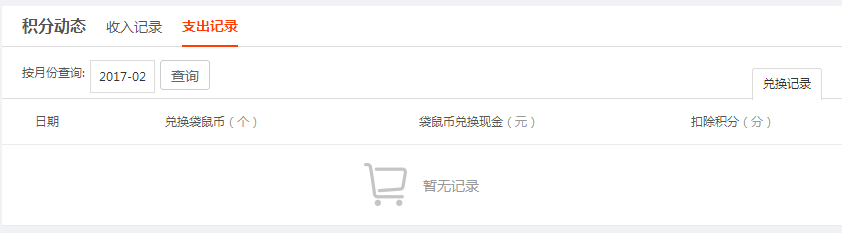 积分动态 收入记录 支出记录
按月份查询: 2017-02 查询 兑换记录
日期 兑换袋鼠币（个） 袋鼠币兑换现金（元） 扣除积分（分）
暂无记录